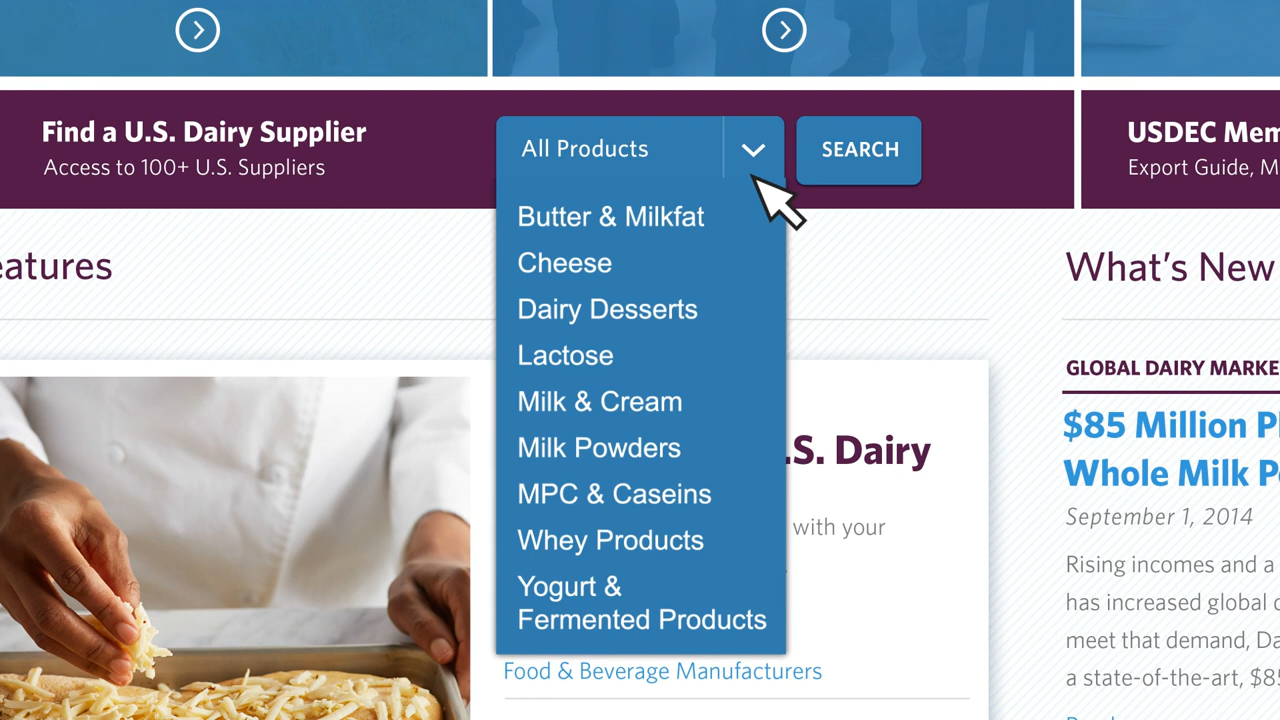 Find a U.S. Dairy Supplier
Access to 100+ U.S. Suppliers
All Products
SEARCH
USDEC Mem
Export Guide, M
Butter & Milkfat
Cheese
Dairy Desserts
Lactose
Milk & Cream
Milk Powders
MPC & Caseins
Whey Products
Yogurt &
Fermented Products
eatures
.S. Dairy
with your
Food & Beverage Manufacturers
What's New
GLOBAL DAIRY MARKE
$85 Million Pl
Whole Milk Po
September 1, 2014
Rising incomes and a
has increased global
meet that demand, Da
a state-of-the-art, $85